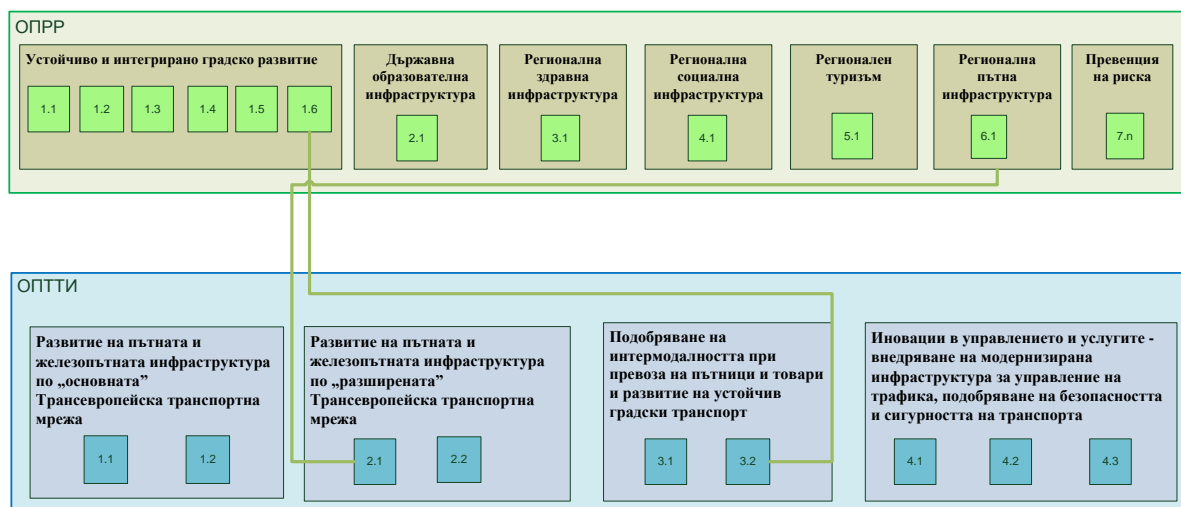 ОПРР
Устойчиво и интегрирано градско развитие
1.1
1.2
1.3
1.4
1.5
1.6
Държавна
образователна
инфраструктура
2.1
Регионална
здравна
инфраструктура
3.1
Регионална
социална
инфраструктура
4.1
Регионален
туризъм
5.1
Регионална
пътна
инфраструктура
6.1
Превенция
на риска
7.n
ОПТТИ
Развитие на пътната и
железопътната инфраструктура
по „основната”
Трансевропейска транспортна
мрежа
1.1
1.2
Развитие на пътната и
железопътната инфраструктура
по „разширената”
Трансевропейска транспортна
мрежа
2.1
2.2
Подобряване на
интермодалността при
превоза на пътници и товари
и развитие на устойчив
градски транспорт
3.1
3.2
Иновации в управлението и услугите -
внедряване на модернизирана
инфраструктура за управление на
трафика, подобряване на безопасността
и сигурността на транспорта
4.1
4.2
4.3